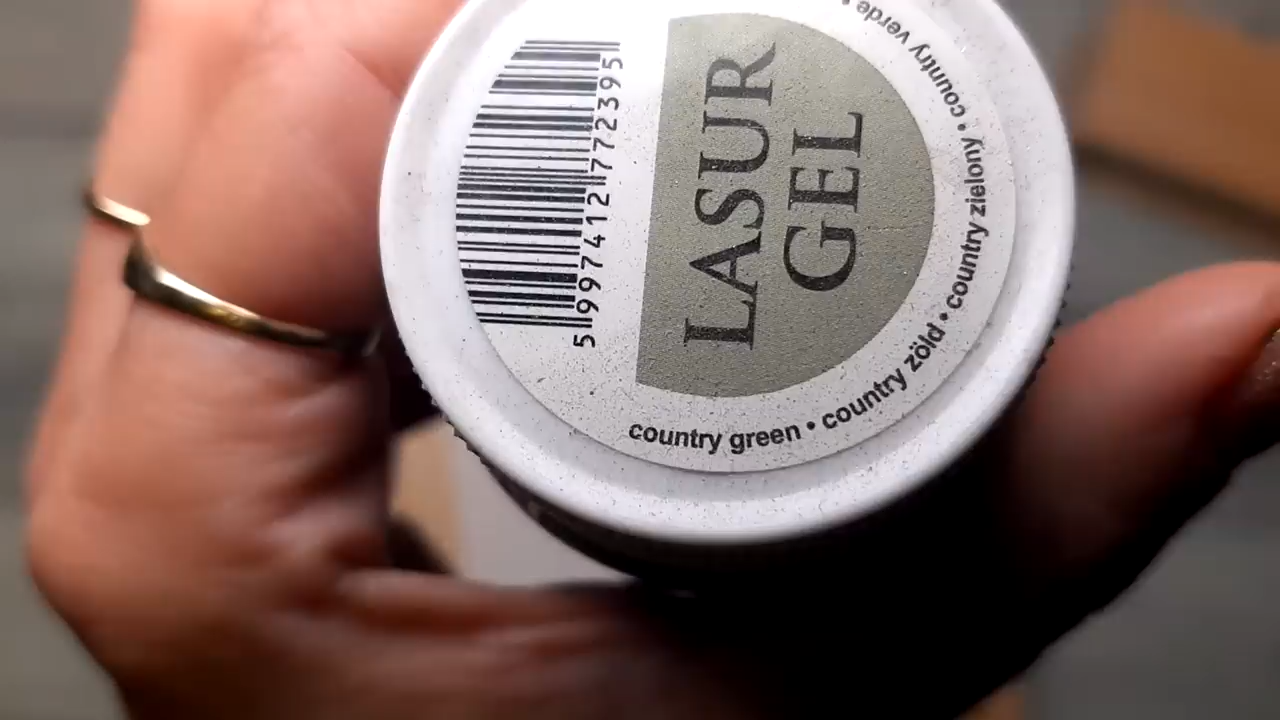 LASUR
GEL
5 997412 772395
country green • country zöld • country zielony • country verde •